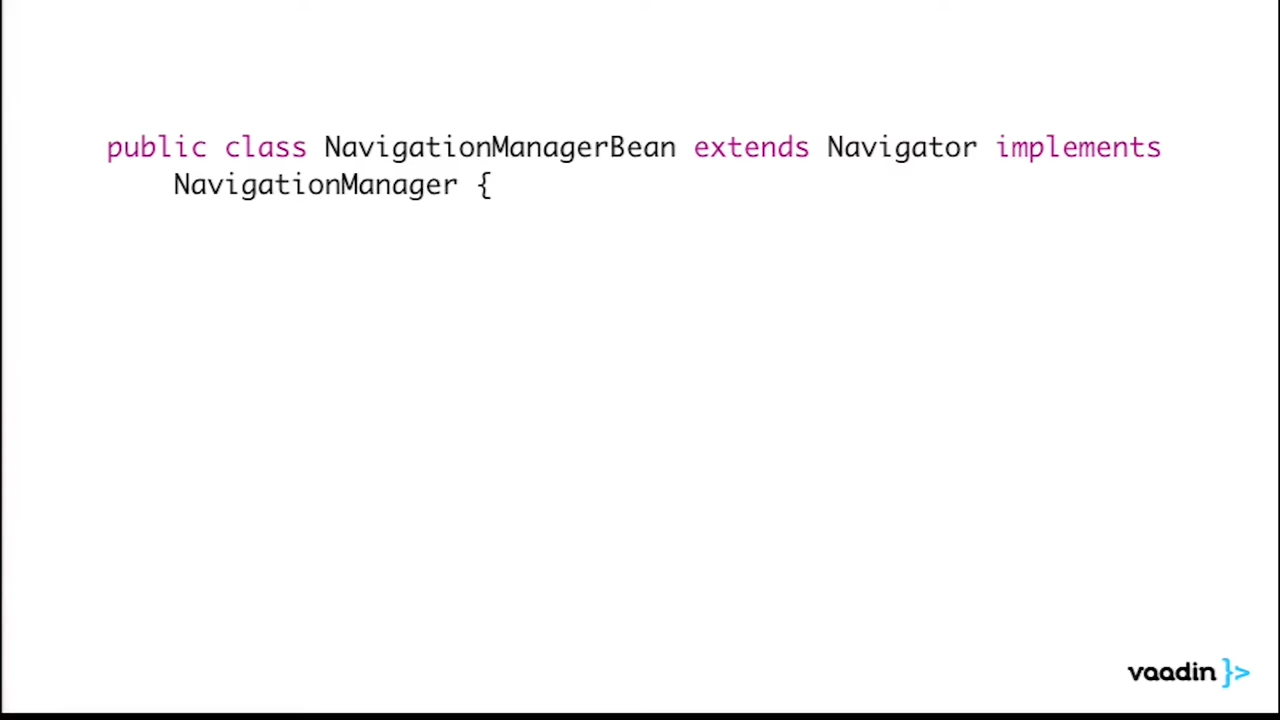 public class NavigationManagerBean extends Navigator implements
NavigationManager {
vaadin }>